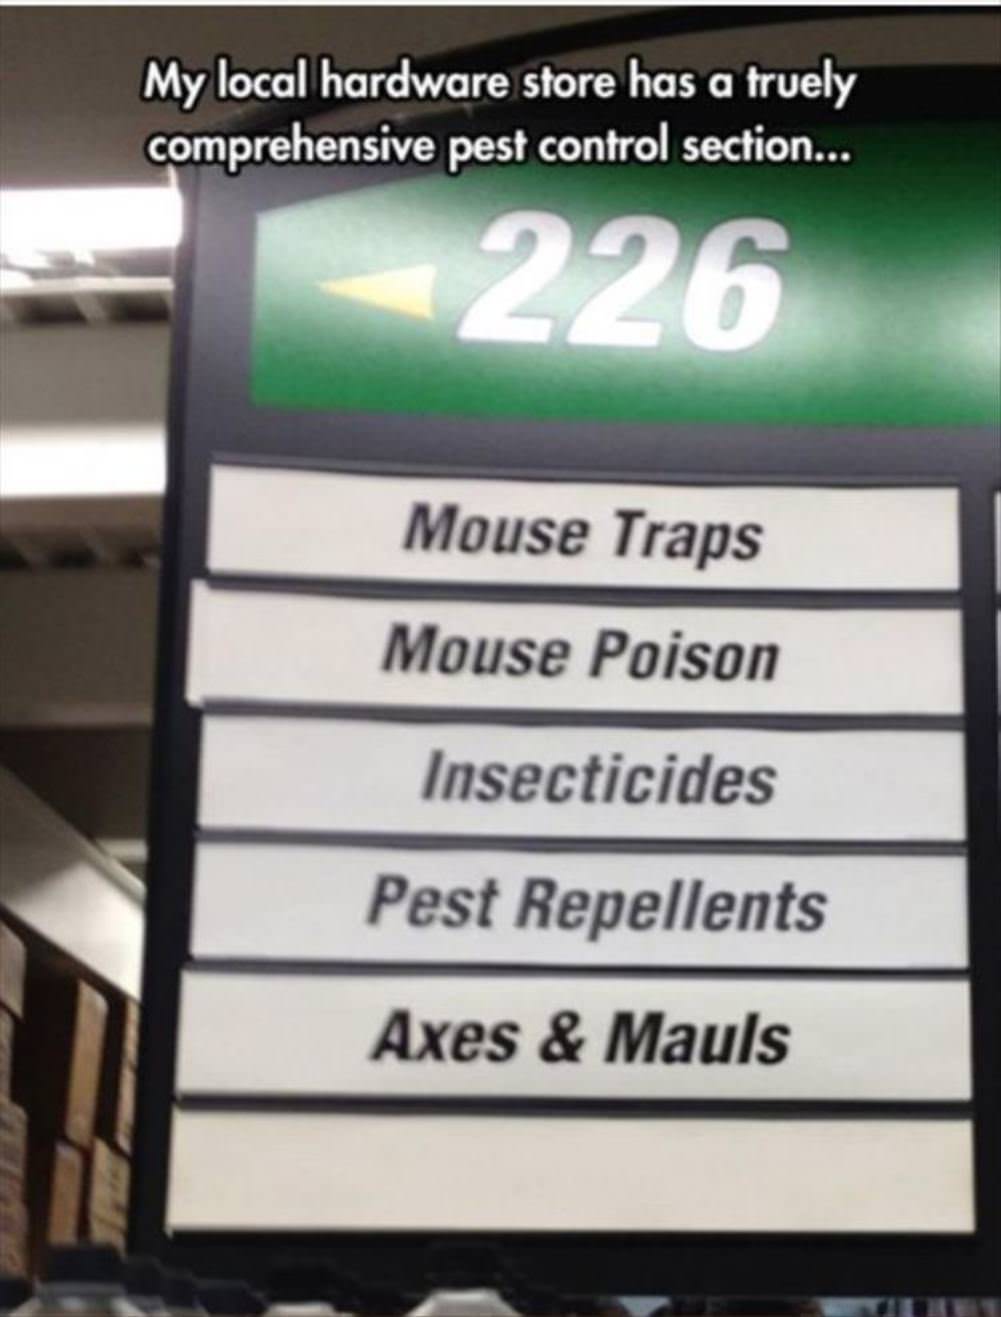 My local hardware store has a truely
comprehensive pest control section...
226
Mouse Traps
Mouse Poison
Insecticides
Pest Repellents
Axes & Mauls